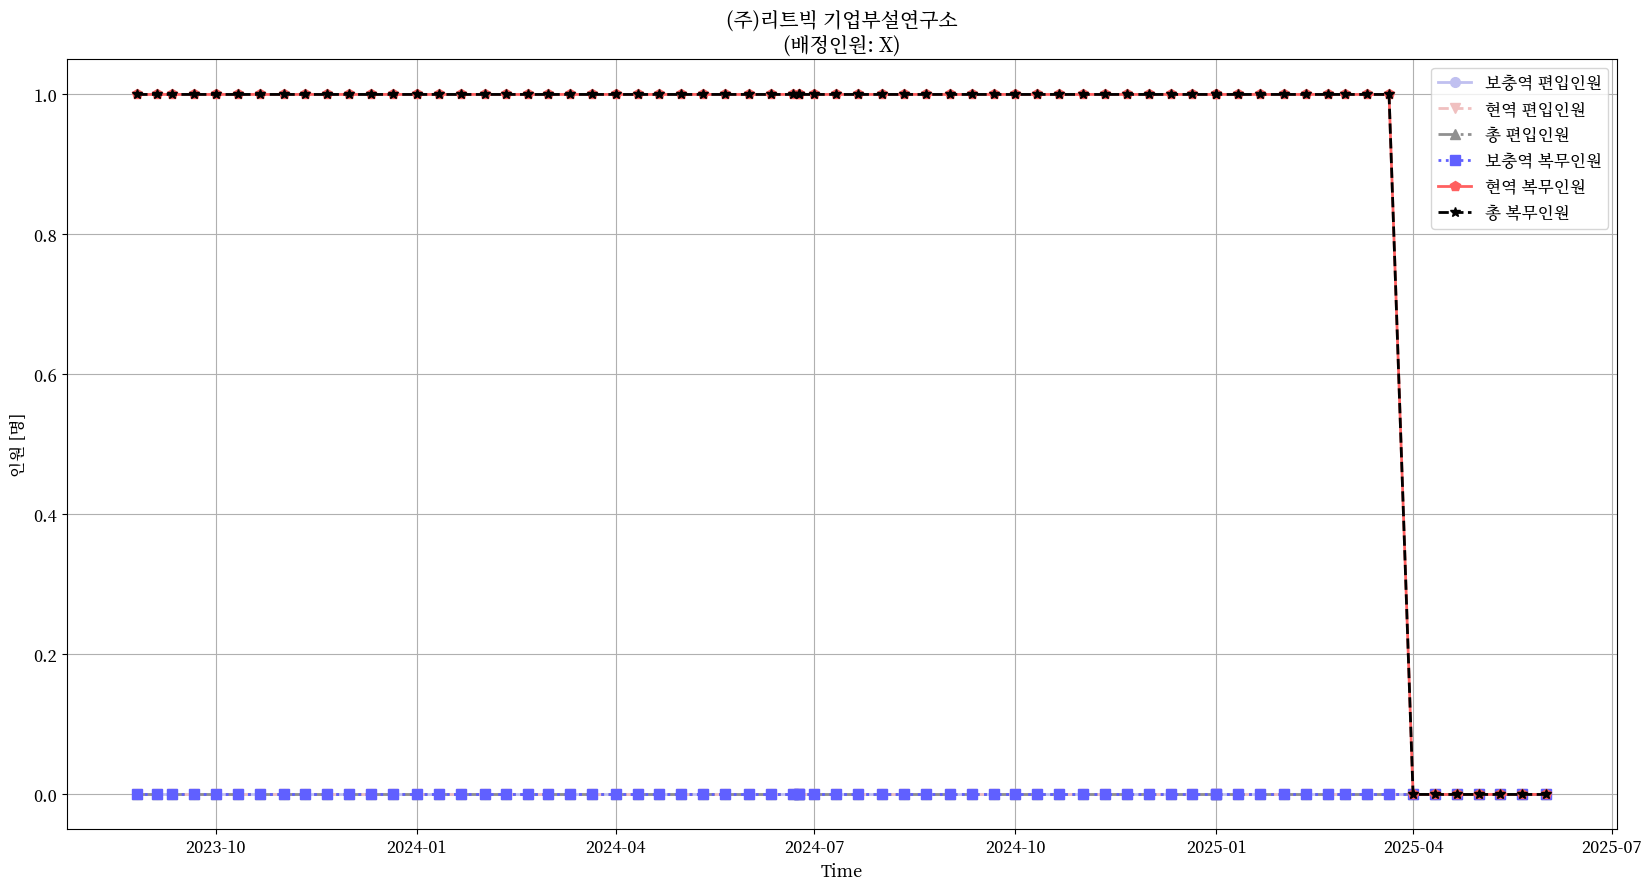 (주)리트빅 기업부설연구소
(배정인원: X)
보충역 편입인원
현역 편입인원
총 편입인원
보충역 복무인원
현역 복무인원
총 복무인원
인원 [명]
1.0
0.8
0.6
0.4
0.2
0.0
2023-10
2024-01
2024-04
2024-07
2024-10
2025-01
2025-04
2025-07
Time